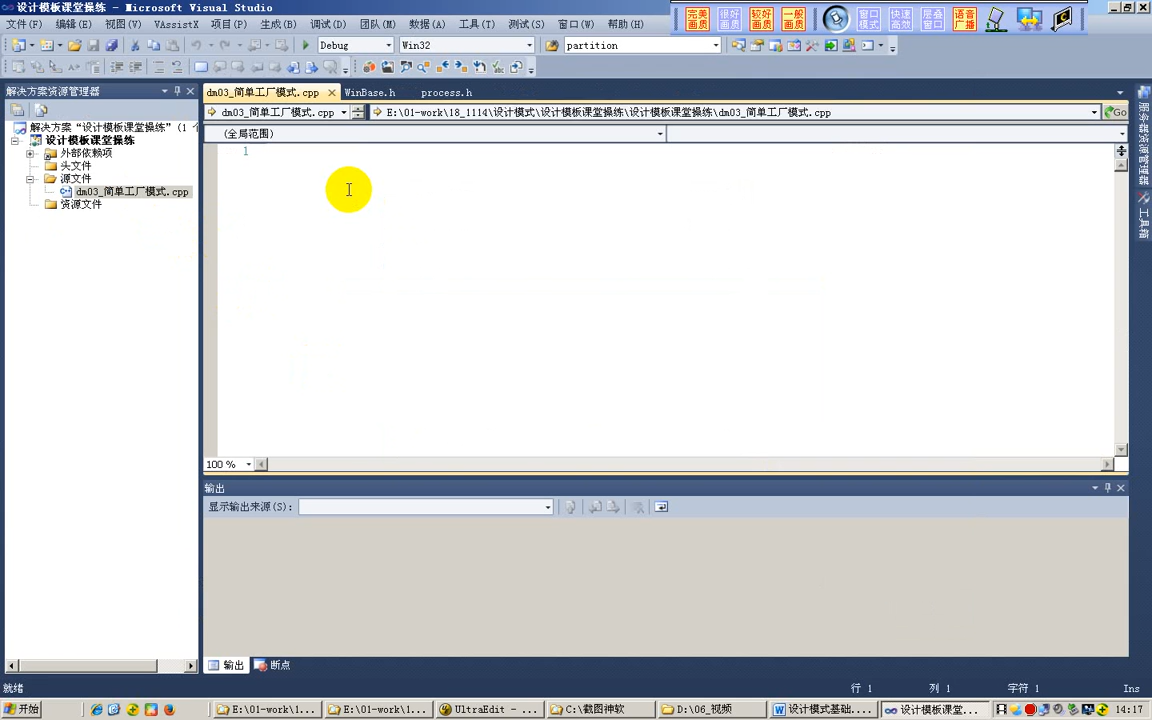 设计模板课堂操练 - Microsoft Visual Studio
文件(F) 编辑(E) 视图(V) VAssistX 项目(P) 生成(B) 调试(D) 团队(M) 数据(A) 工具(T) 测试(S) 窗口(W) 帮助(H)
完美画质 很好画质 较好画质 一般画质 窗口模式 快速高效 层叠窗口 语音广播
Debug Win32 partition
解决方案资源管理器
dm03_简单工厂模式.cpp WinBase.h process.h
dm03_简单工厂模式.cpp E:\01-work\18_1114\设计模式\设计模板课堂操练\设计模板课堂操练\dm03_简单工厂模式.cpp Go
(全局范围)
1
解决方案“设计模板课堂操练”(1 个
设计模板课堂操练
外部依赖项
头文件
源文件
dm03_简单工厂模式.cpp
资源文件
服务器资源管理器
工具箱
100 %
输出
显示输出来源(S):
输出 断点
就绪 行 1 列 1 字符 1 Ins
开始 E:\01-work\1... E:\01-work\1... UltraEdit - ... C:\截图神软 D:\06_视频 设计模式基础... 设计模板课堂... 14:17